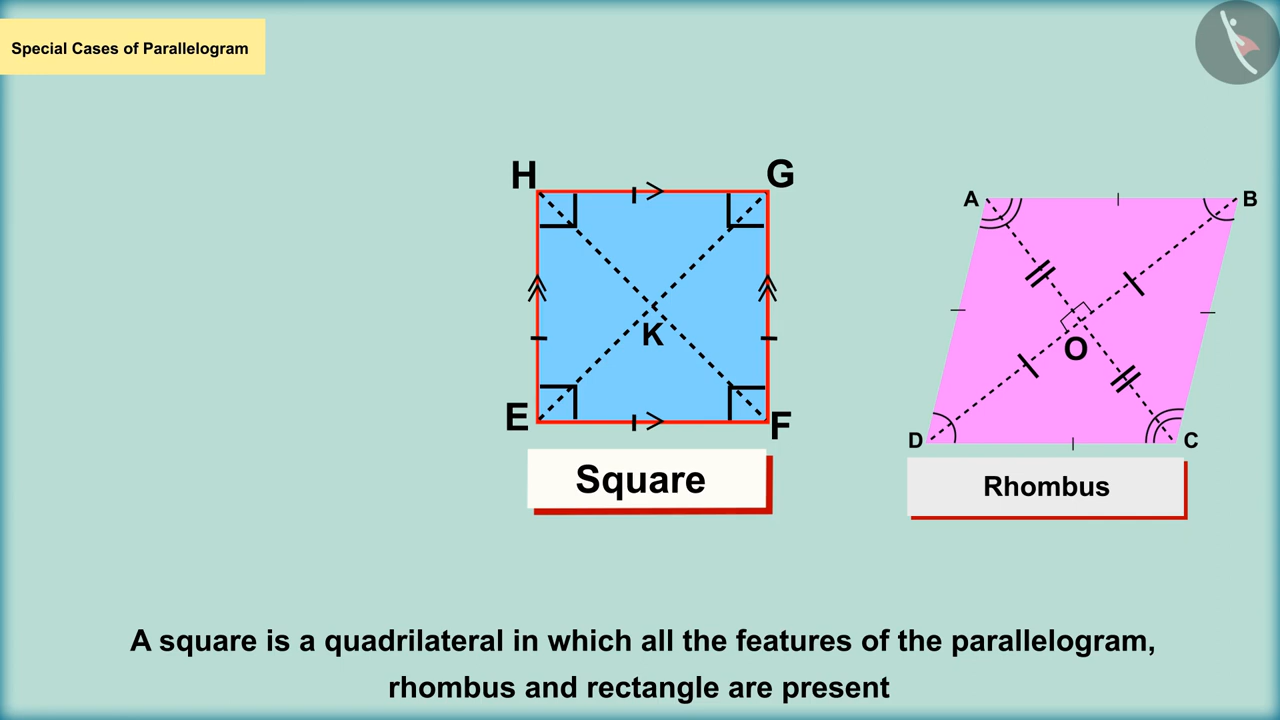 Special Cases of Parallelogram
H
G
A
B
K
O
E
F
D
C
Square
Rhombus
A square is a quadrilateral in which all the features of the parallelogram,
rhombus and rectangle are present